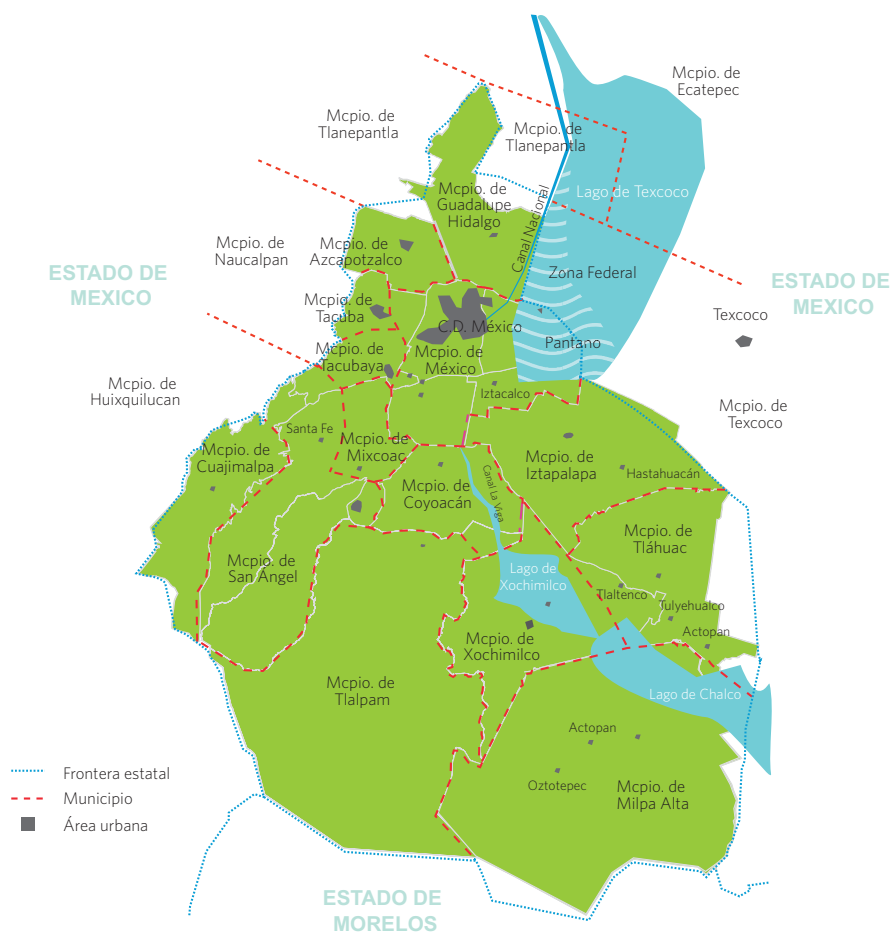 Mcpio. de
Ecatepec
Mcpio. de
Tlanepantla
Mcpio. de
Tlanepantla
Lago de Texcoco
Mcpio. de
Guadalupe
Hidalgo
Canal Nacional
Mcpio. de
Naucalpan
Mcpio. de
Azcapotzalco
Zona Federal
ESTADO DE
MEXICO
ESTADO DE
MEXICO
Mcpio. de
Tacuba
C.D. México
Texcoco
Pantano
Mcpio. de
Tacubaya
Mcpio. de
México
Mcpio. de
Huixquilucan
Iztacalco
Mcpio. de
Texcoco
Santa Fe
Mcpio. de
Cuajimalpa
Mcpio. de
Mixcoac
Mcpio. de
Iztapalapa
Hastahuacán
Mcpio. de
Coyoacán
Canal La Viga
Mcpio. de
Tláhuac
Mcpio. de
San Angel
Lago de
Xochimilco
Tlaltenco
Tulyehualco
Actopan
Mcpio. de
Xochimilco
Mcpio. de
Tlalpam
Lago de Chalco
Actopan
Oztotepec
Mcpio. de
Milpa Alta
Frontera estatal
Municipio
Área urbana
ESTADO DE
MORELOS